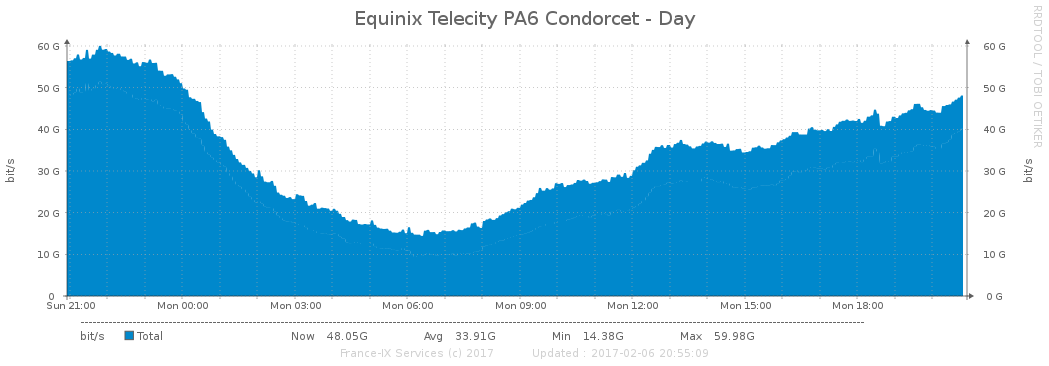 Equinix Telecity PA6 Condorcet - Day
RRDTOOL / TOBI OETIKER
60 G 60 G
50 G 50 G
40 G 40 G
30 G 30 G
20 G 20 G
10 G 10 G
0 0 G
bit/s bit/s
Sun 21:00 Mon 00:00 Mon 03:00 Mon 06:00 Mon 09:00 Mon 12:00 Mon 15:00 Mon 18:00
bit/s Total Now 48.05G Avg 33.91G Min 14.38G Max 59.98G
France-IX Services (c) 2017 Updated : 2017-02-06 20:55:09